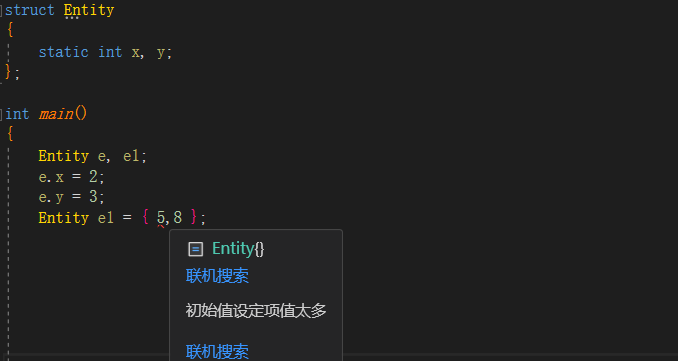 struct Entity
{
static int x, y;
};
int main()
{
Entity e, e1;
e.x = 2;
e.y = 3;
Entity e1 = { 5,8 };
Entity{}
联机搜索
初始值设定项值太多
联机搜索